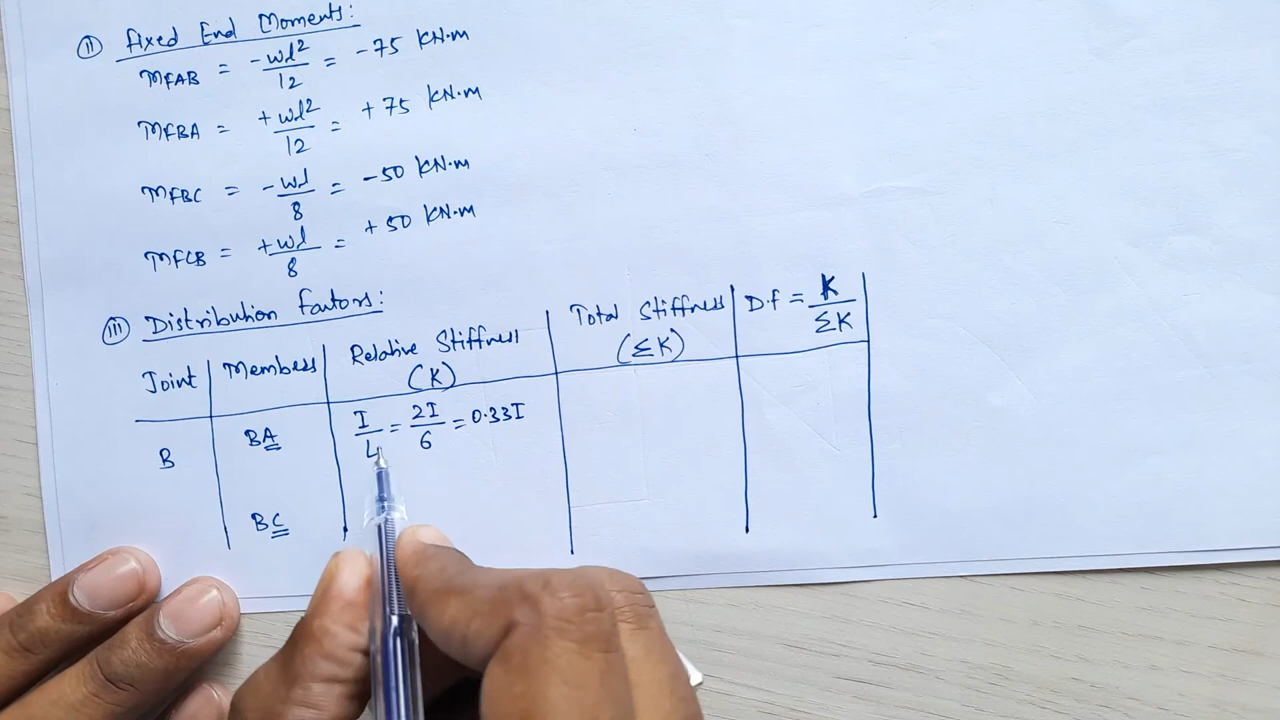 II Fixed End Moments:
MFAB = -wl²/12 = -75 KN.m
MFBA = +wl²/12 = +75 KN.m
MFBC = -wl/8 = -50 KN.m
MFCB = +wl/8 = +50 KN.m
III Distribution Factors:
Joint Members Relative Stiffness (K) Total Stiffness (ΣK) D.f = K/ΣK
B BA I/L = 2I/6 = 0.33I
BC